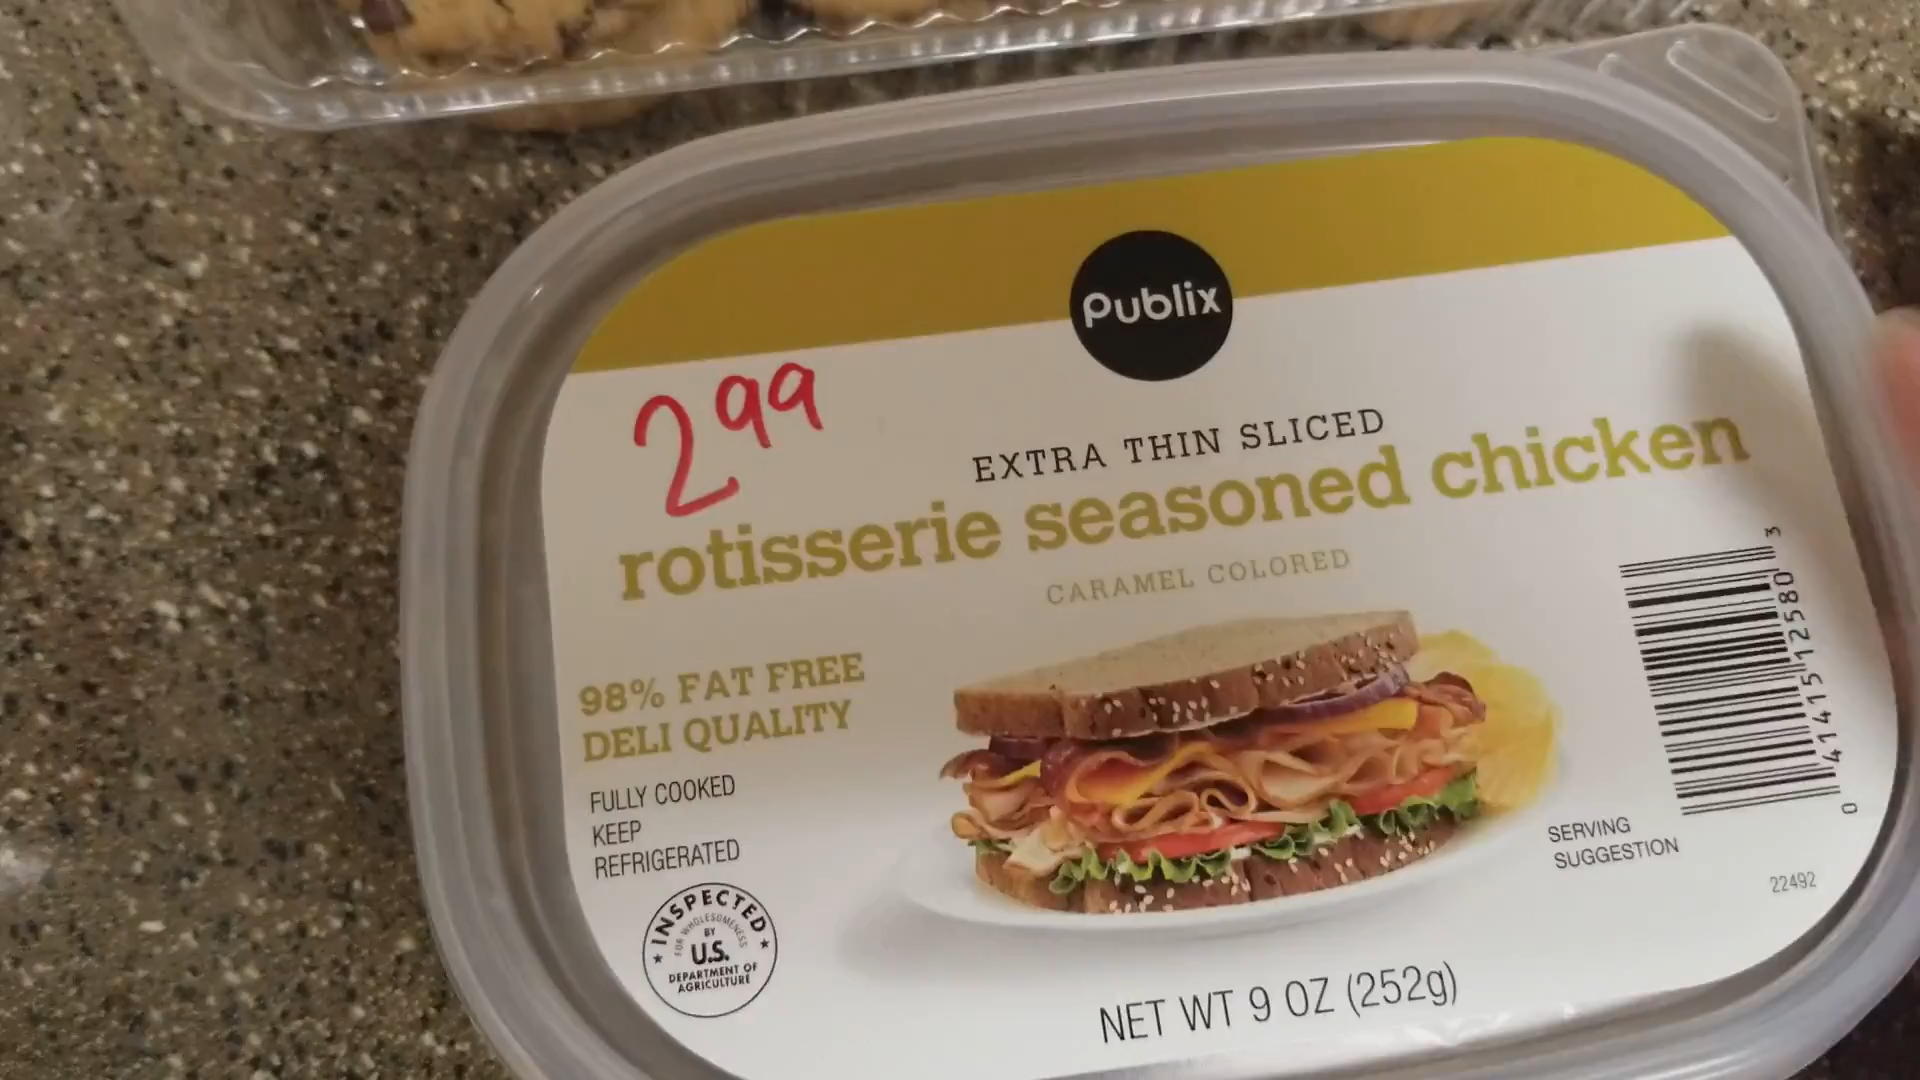 Publix
2 99
EXTRA THIN SLICED
rotisserie seasoned chicken
CARAMEL COLORED
98% FAT FREE
DELI QUALITY
FULLY COOKED
KEEP
REFRIGERATED
INSPECTED
FOR WHOLESOMENESS
BY
U.S.
DEPARTMENT OF
AGRICULTURE
SERVING
SUGGESTION
22492
0 41415 12580 3
NET WT 9 OZ (252g)